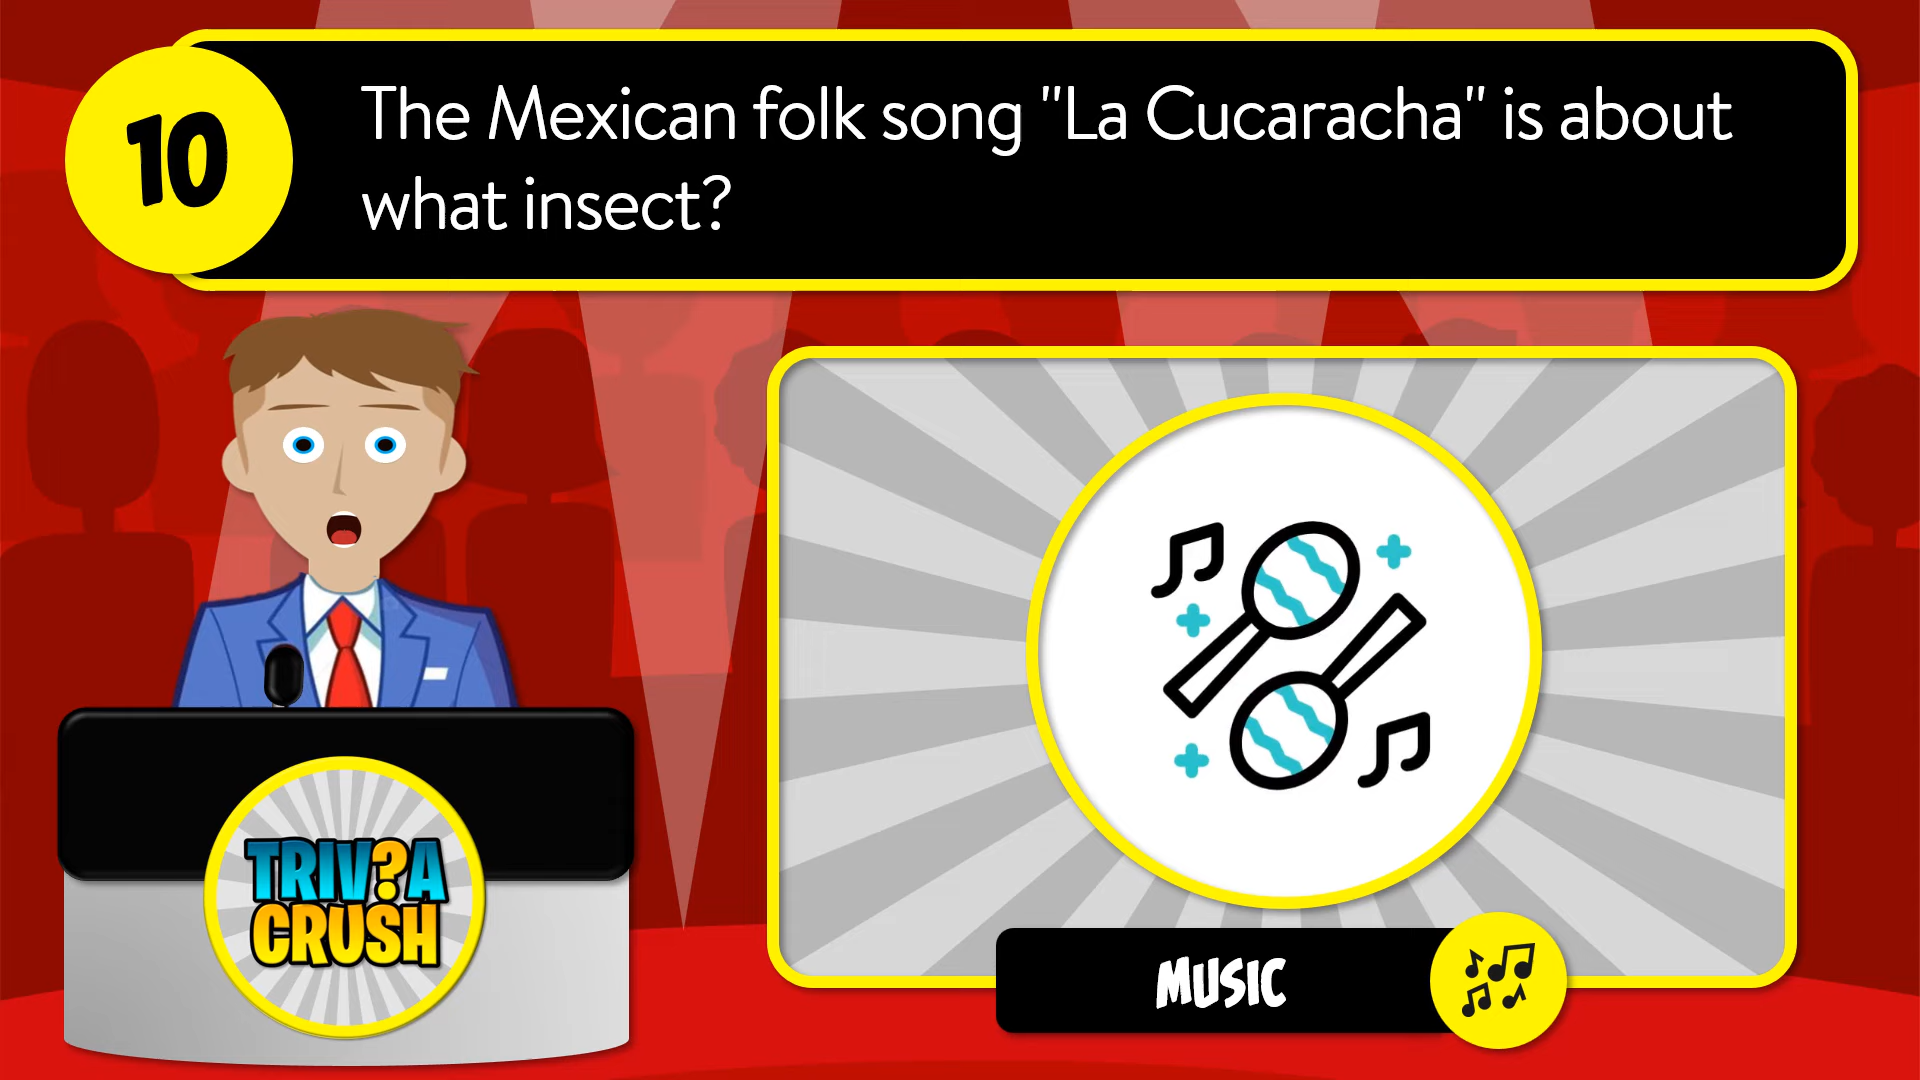 10
The Mexican folk song "La Cucaracha" is about
what insect?
TRIV?A
CRUSH
MUSIC